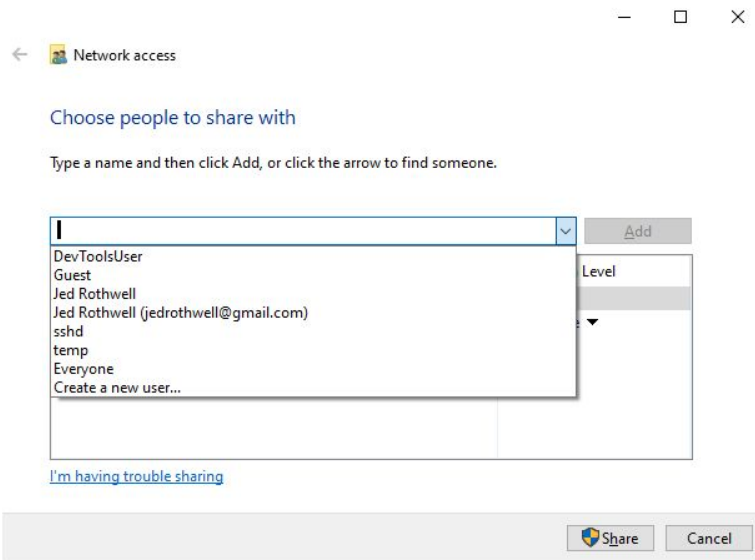 Network access
Choose people to share with
Type a name and then click Add, or click the arrow to find someone.
Add
DevToolsUser
Guest
Level
Jed Rothwell
Jed Rothwell (jedrothwell@gmail.com)
sshd
temp
Everyone
Create a new user...
I'm having trouble sharing
Share
Cancel